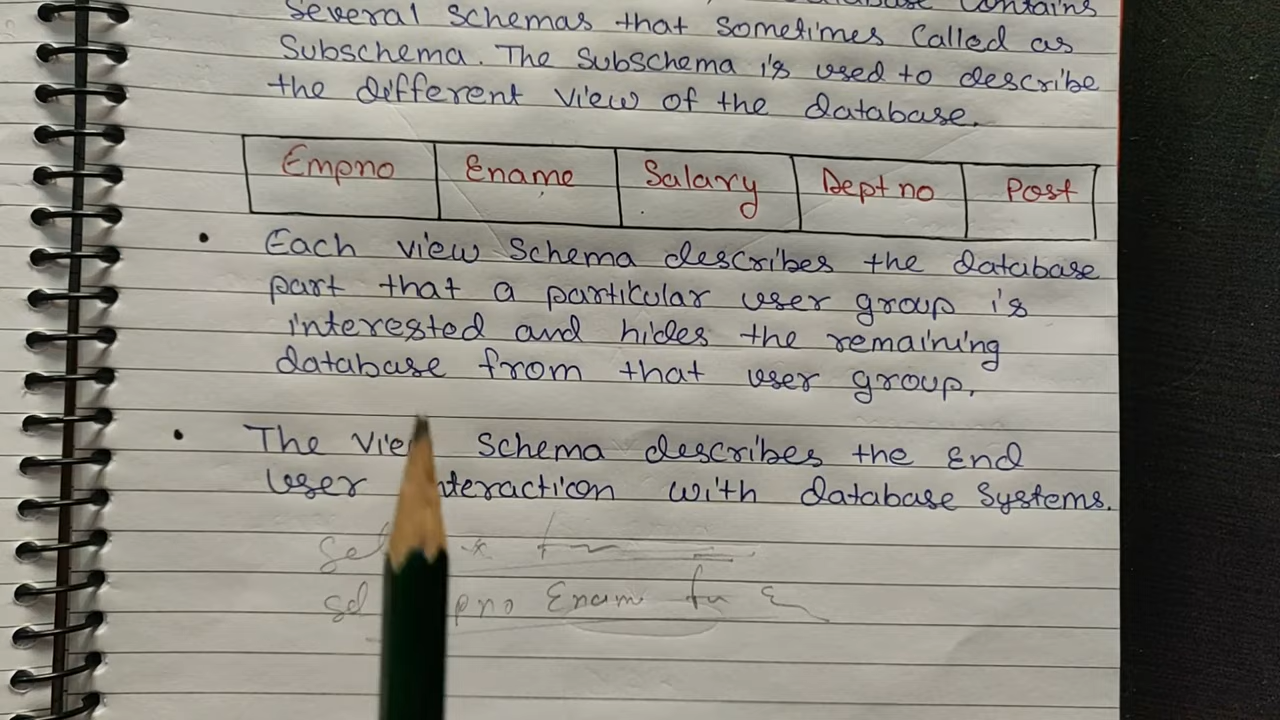 Contains
Several Schemas that Sometimes Called as
Subschema. The Subschema is used to describe
the different View of the database.
Empno Ename Salary Dept no Post
• Each view Schema describes the database
part that a particular user group is
interested and hides the remaining
database from that user group.
• The View Schema describes the End
User interaction with database Systems.